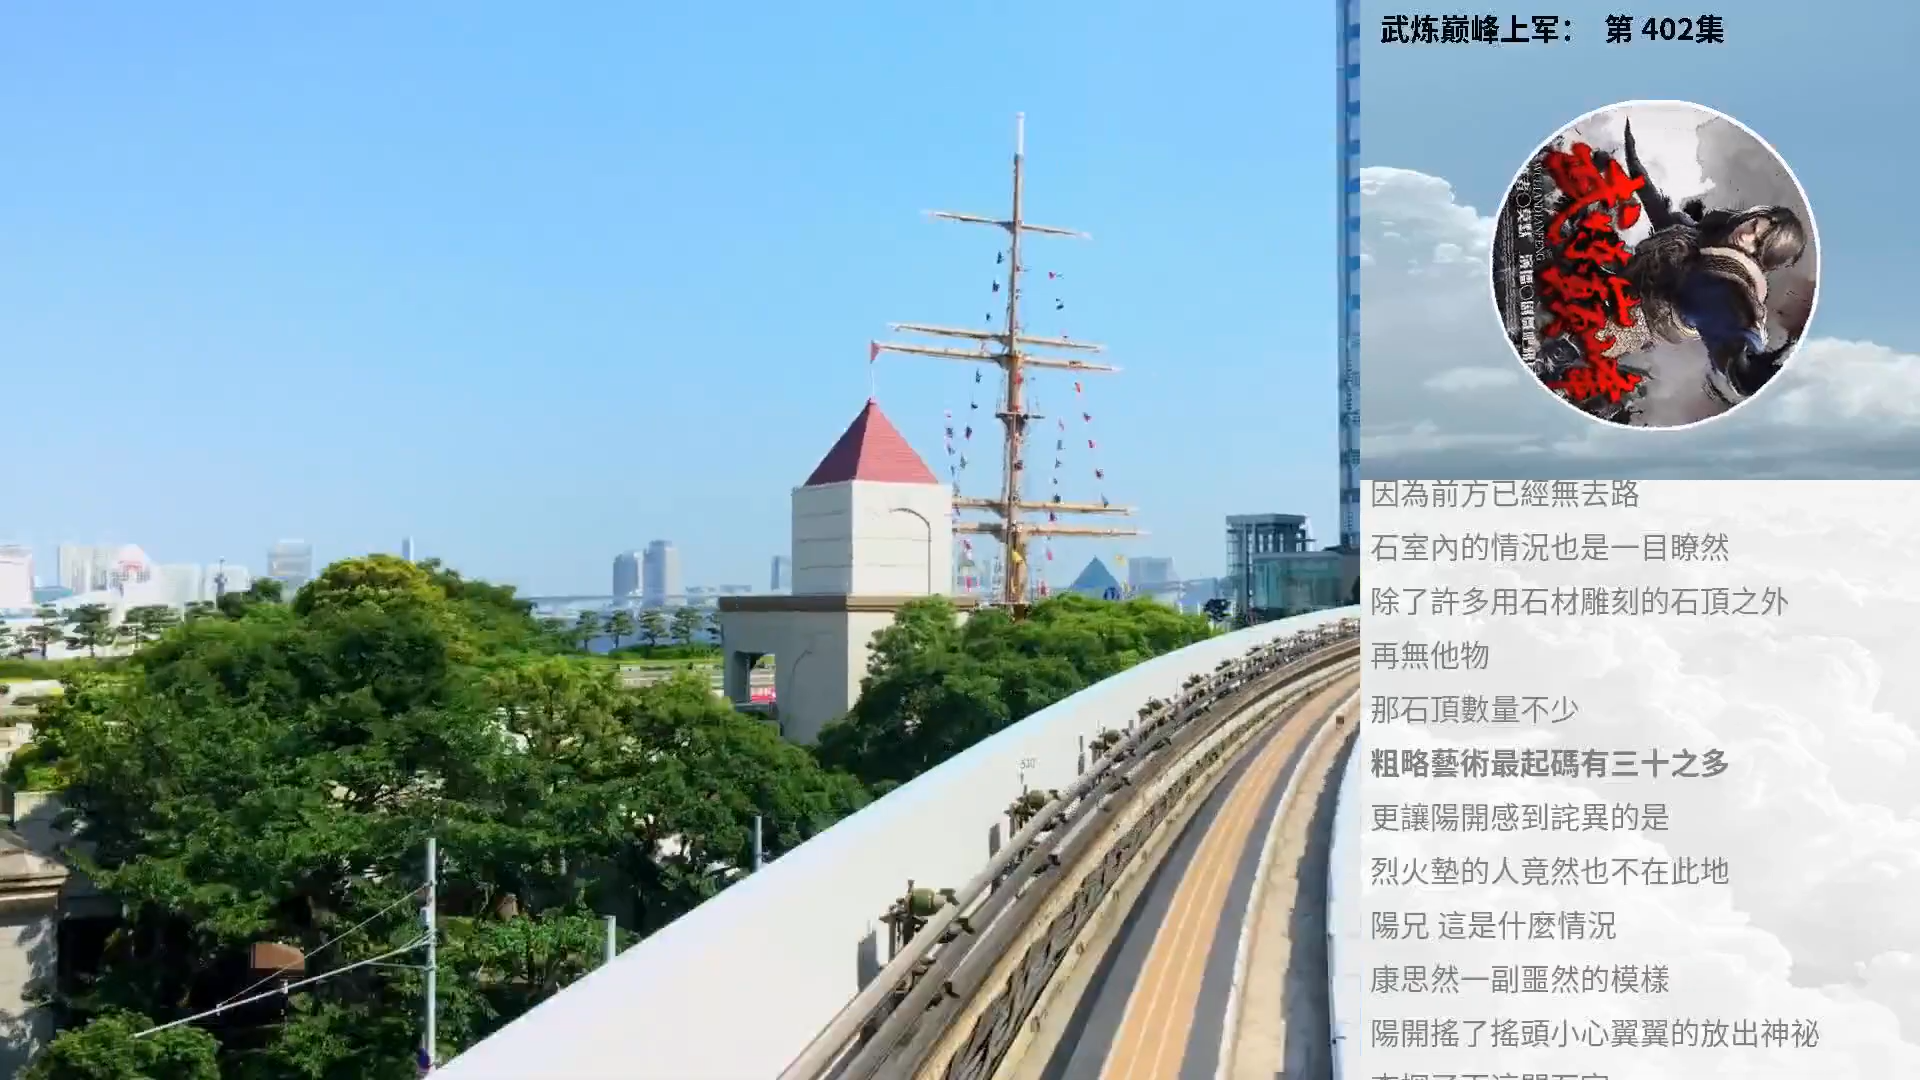 武炼巅峰上军： 第 402集
武炼巅峰
因為前方已經無去路
石室內的情況也是一目瞭然
除了許多用石材雕刻的石頂之外
再無他物
那石頂數量不少
粗略藝術最起碼有三十之多
更讓陽開感到詫異的是
烈火墊的人竟然也不在此地
陽兄 這是什麼情況
康思然一副噩然的模樣
陽開搖了搖頭小心翼翼的放出神祕